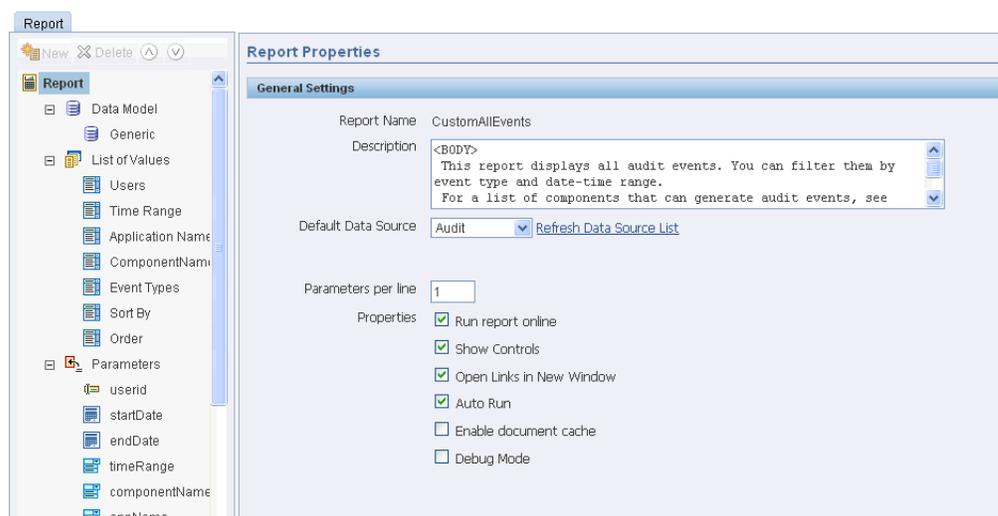 Report
New Delete
Report
Data Model
Generic
List of Values
Users
Time Range
Application Name
ComponentNam
Event Types
Sort By
Order
Parameters
userid
startDate
endDate
timeRange
componentName
Report Properties
General Settings
Report Name CustomAllEvents
Description
<BODY>
This report displays all audit events. You can filter them by
event type and date-time range.
For a list of components that can generate audit events, see
Default Data Source Audit Refresh Data Source List
Parameters per line 1
Properties
Run report online
Show Controls
Open Links in New Window
Auto Run
Enable document cache
Debug Mode